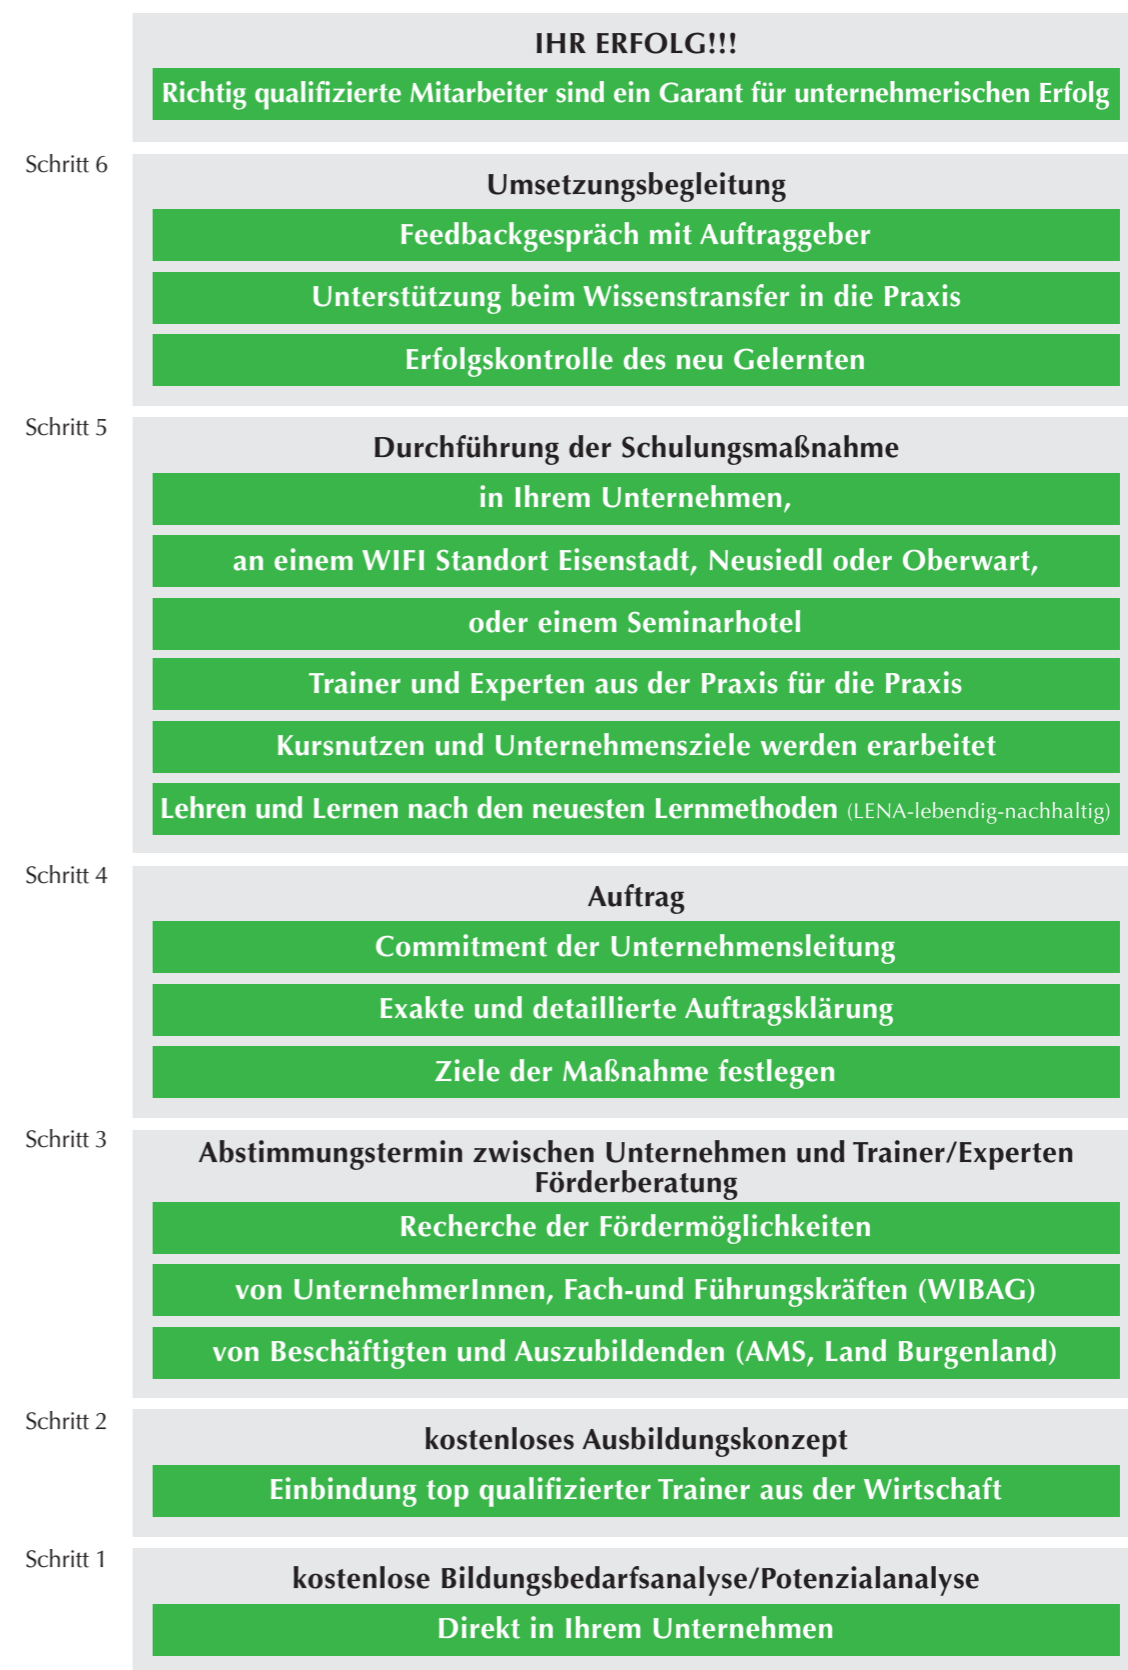 IHR ERFOLG!!!
Richtig qualifizierte Mitarbeiter sind ein Garant für unternehmerischen Erfolg
Schritt 6
Umsetzungsbegleitung
Feedbackgespräch mit Auftraggeber
Unterstützung beim Wissenstransfer in die Praxis
Erfolgskontrolle des neu Gelernten
Schritt 5
Durchführung der Schulungsmaßnahme
in Ihrem Unternehmen,
an einem WIFI Standort Eisenstadt, Neusiedl oder Oberwart,
oder einem Seminarhotel
Trainer und Experten aus der Praxis für die Praxis
Kursnutzen und Unternehmensziele werden erarbeitet
Lehren und Lernen nach den neuesten Lernmethoden (LENA-lebendig-nachhaltig)
Schritt 4
Auftrag
Commitment der Unternehmensleitung
Exakte und detaillierte Auftragsklärung
Ziele der Maßnahme festlegen
Schritt 3
Abstimmungstermin zwischen Unternehmen und Trainer/Experten
Förderberatung
Recherche der Fördermöglichkeiten
von UnternehmerInnen, Fach-und Führungskräften (WIBAG)
von Beschäftigten und Auszubildenden (AMS, Land Burgenland)
Schritt 2
kostenloses Ausbildungskonzept
Einbindung top qualifizierter Trainer aus der Wirtschaft
Schritt 1
kostenlose Bildungsbedarfsanalyse/Potenzialanalyse
Direkt in Ihrem Unternehmen